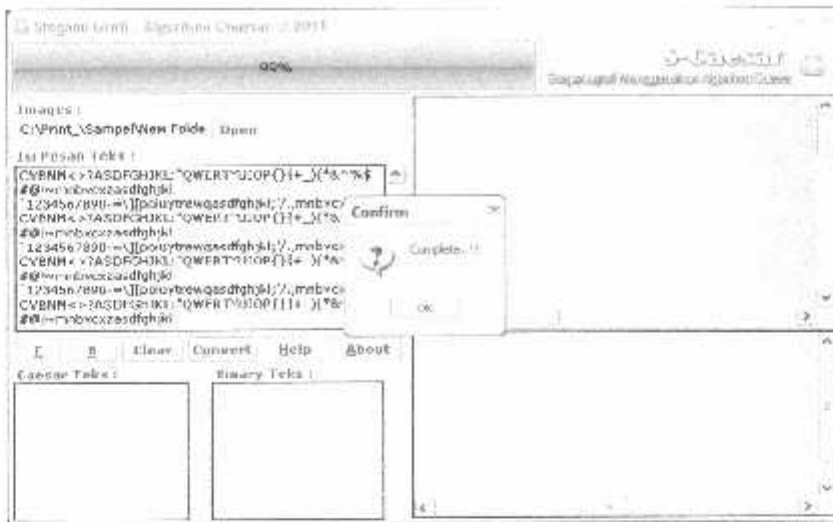 2011
99%
Images :
C:\Print_\Sampel\New Folde Open
Isi Pesan Teks :
CVBNM<>?ASDFGHJKL:"QWERTYUIOP{}|+_)(*&^%$
#@!~mnbvcxzasdfghjkl
`1234567890-=\][poiuytrewqasdfghjkl;'/.,mnbvc
CVBNM<>?ASDFGHJKL:"QWERTYUIOP{}|+_)(*&
#@!~mnbvcxzasdfghjkl
`1234567890-=\][poiuytrewqasdfghjkl;'/.,mnbvc
CVBNM<>?ASDFGHJKL:"QWERTYUIOP{}|+_)(*&
#@!~mnbvcxzasdfghjkl
`1234567890-=\][poiuytrewqasdfghjkl;'/.,mnbvc
CVBNM<>?ASDFGHJKL:"QWERTYUIOP{}|+_)(*&
#@!~mnbvcxzasdfghjkl
Confirm
Complete..!!
OK
E B Clear Convert Help About
Caesar Teks : Binary Teks :